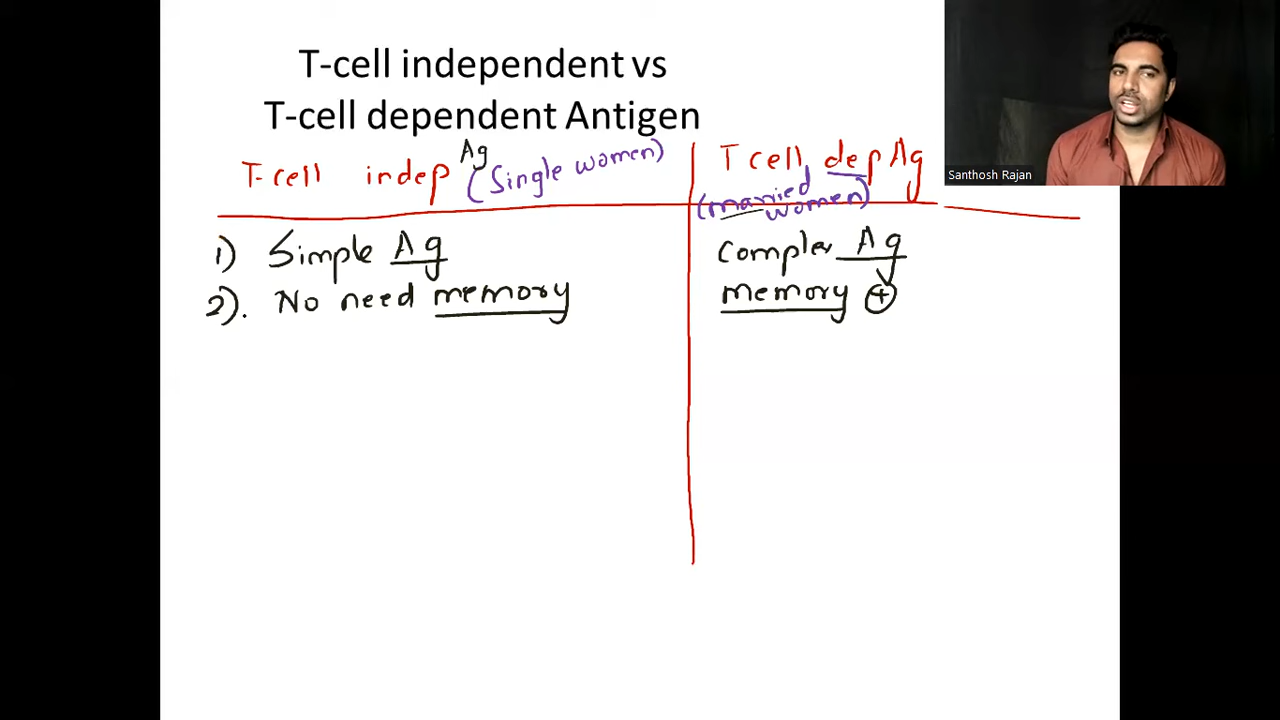 T-cell independent vs
T-cell dependent Antigen
T-cell indep Ag (Single women)
T cell dep Ag
(married women)
Santhosh Rajan
1) Simple Ag
Complex Ag
2). No need memory
memory +